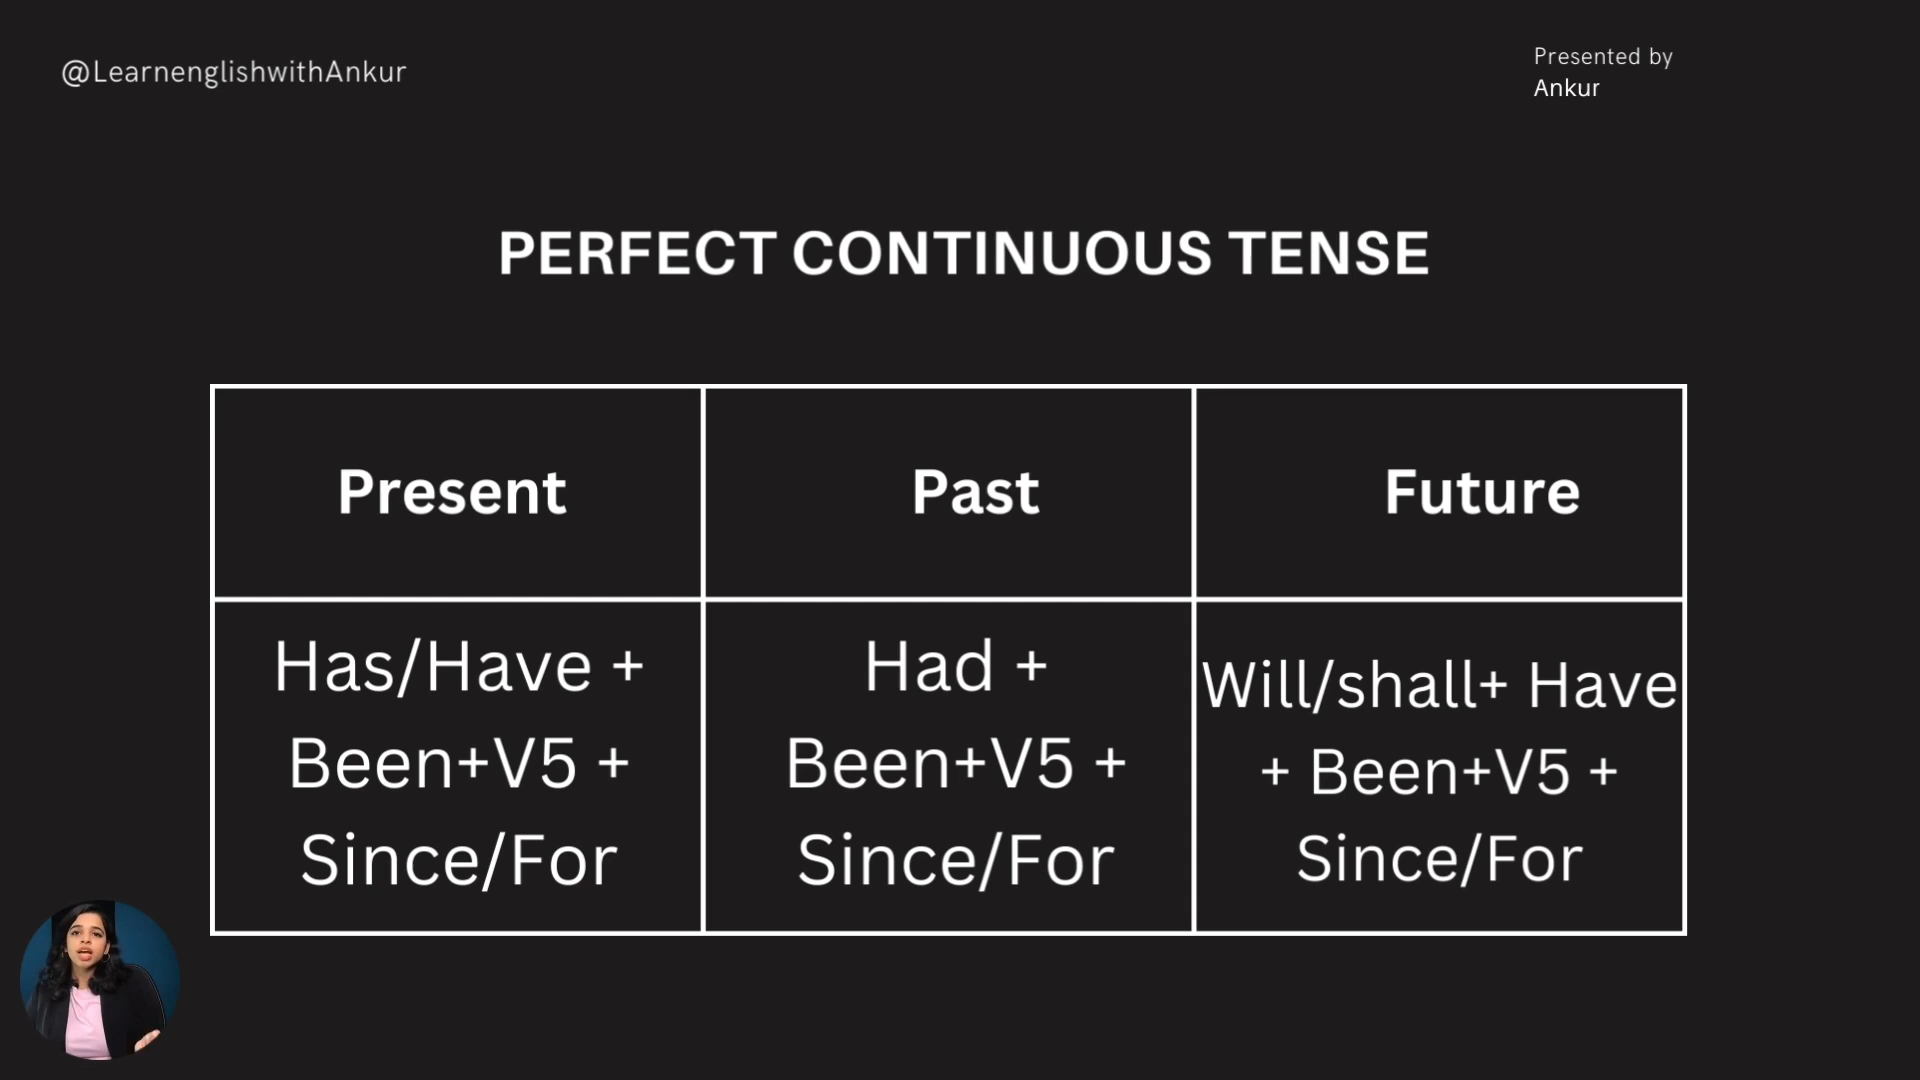 @LearnenglishwithAnkur
Presented by
Ankur
PERFECT CONTINUOUS TENSE
Present
Past
Future
Has/Have +
Been+V5 +
Since/For
Had +
Been+V5 +
Since/For
Will/shall+ Have
+ Been+V5 +
Since/For